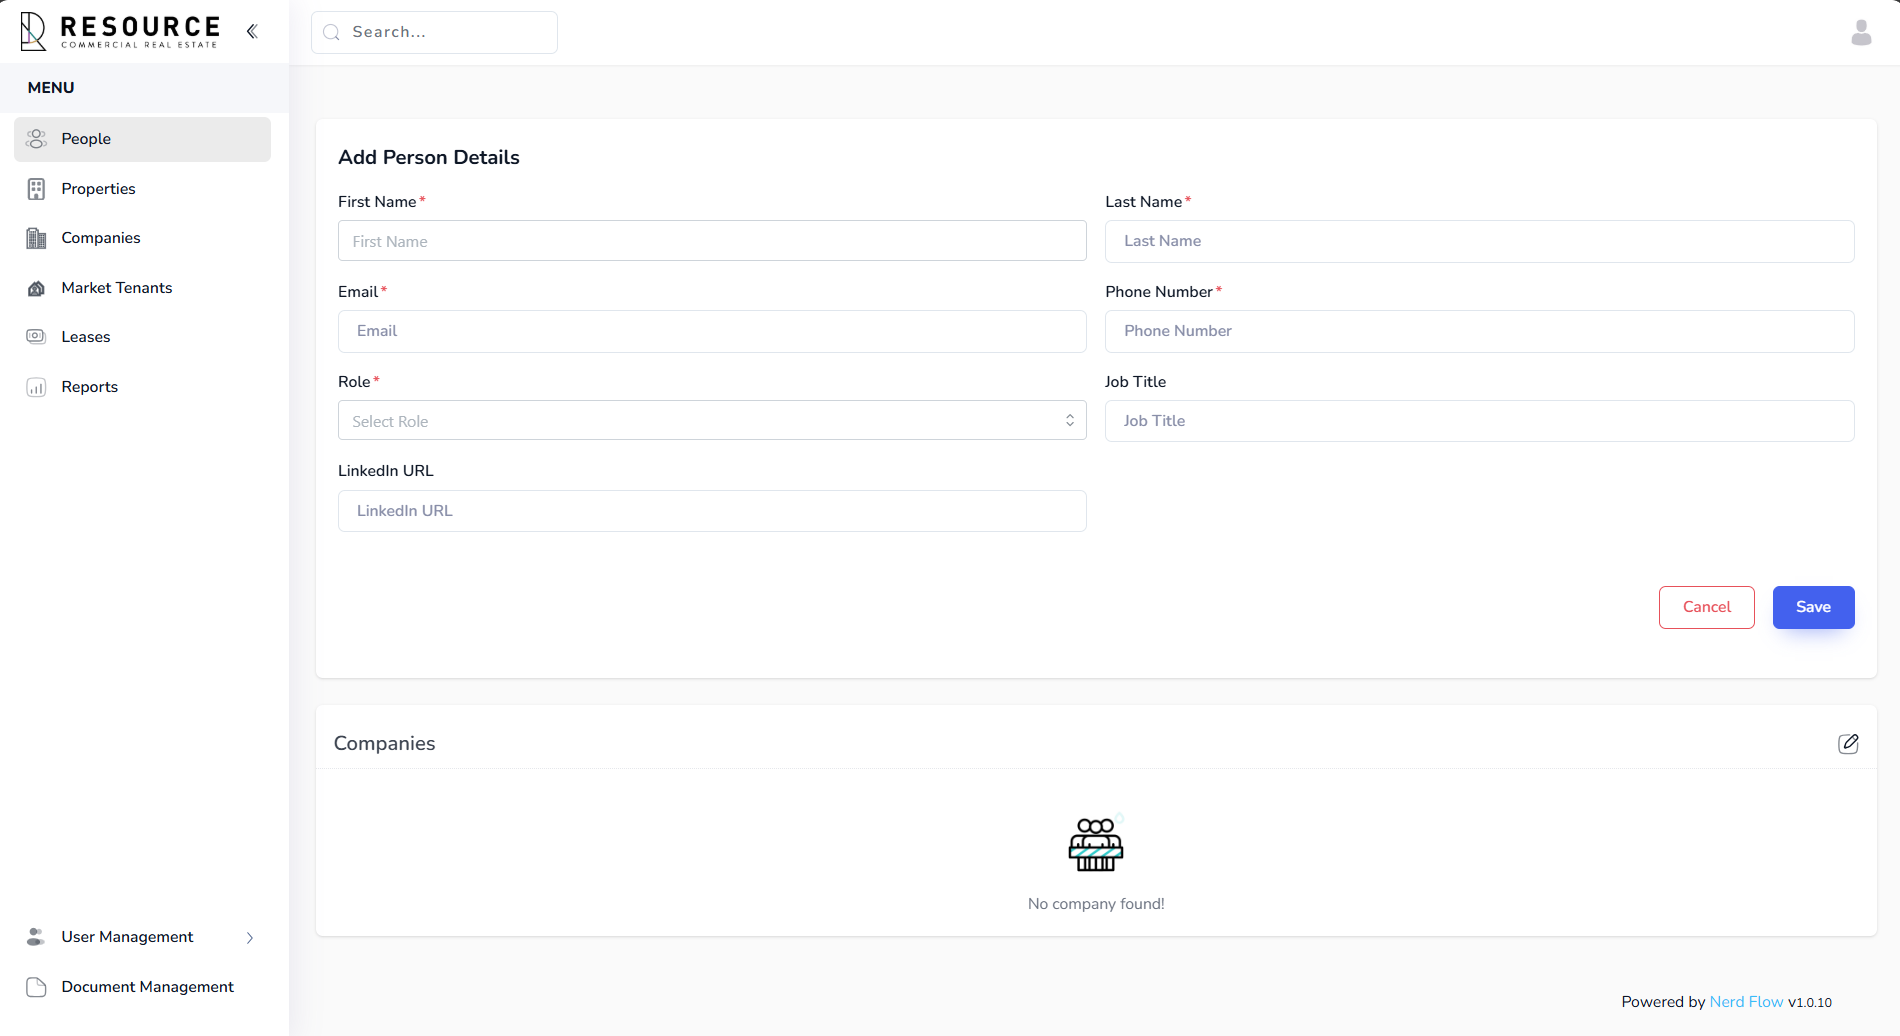 RESOURCE
COMMERCIAL REAL ESTATE
Search...
MENU
People
Properties
Companies
Market Tenants
Leases
Reports
User Management
Document Management
Add Person Details
First Name*
Last Name*
First Name
Last Name
Email*
Phone Number*
Email
Phone Number
Role*
Job Title
Select Role
Job Title
LinkedIn URL
LinkedIn URL
Cancel
Save
Companies
No company found!
Powered by Nerd Flow v1.0.10